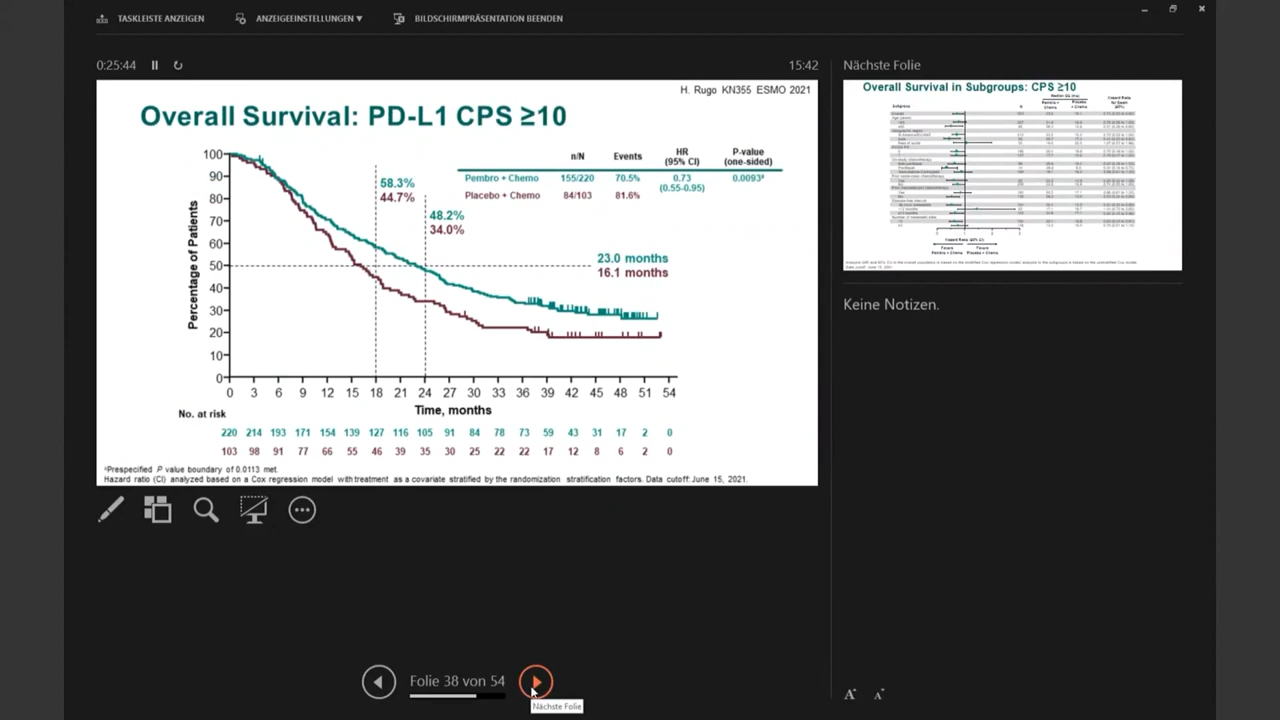 TASKLEISTE ANZEIGEN
ANZEIGEEINSTELLUNGEN ▼
BILDSCHIRMPRÄSENTATION BEENDEN
0:25:44
15:42
H. Rugo KN355 ESMO 2021
Overall Survival: PD-L1 CPS ≥10
n/N Events HR (95% CI) P-value (one-sided)
Pembro + Chemo 155/220 70.5% 0.73 (0.55-0.95) 0.0093ᵃ
Placebo + Chemo 84/103 81.6%
Percentage of Patients
100
90
80
70
60
50
40
30
20
10
0
58.3%
44.7%
48.2%
34.0%
23.0 months
16.1 months
0 3 6 9 12 15 18 21 24 27 30 33 36 39 42 45 48 51 54
Time, months
No. at risk
220 214 193 171 154 139 127 116 105 91 84 78 73 59 43 31 17 2 0
103 98 91 77 66 55 46 39 35 30 25 22 22 17 12 8 6 2 0
ᵃPrespecified P value boundary of 0.0113 met.
Hazard ratio (CI) analyzed based on a Cox regression model with treatment as a covariate stratified by the randomization stratification factors. Data cutoff: June 15, 2021.
Nächste Folie
Overall Survival in Subgroups: CPS ≥10
Keine Notizen.
Folie 38 von 54
Nächste Folie
A A